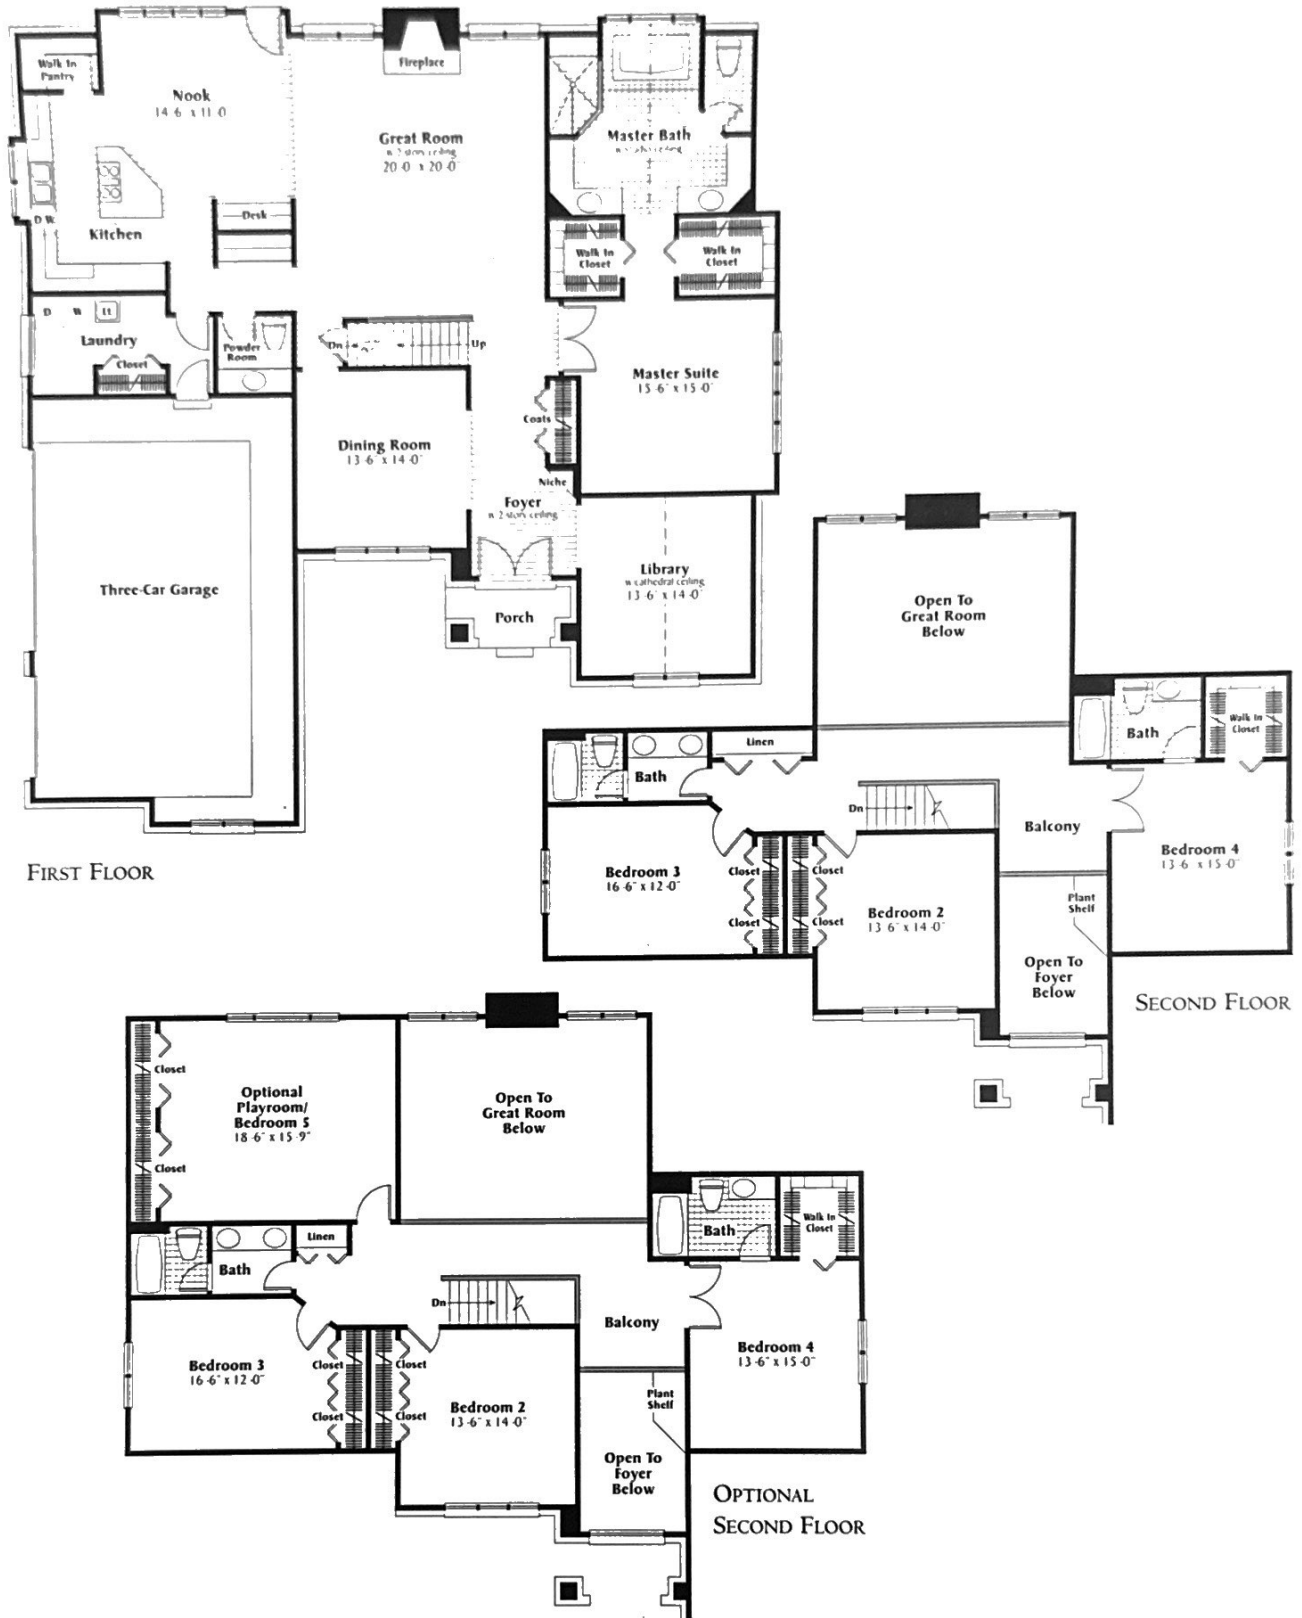 Walk In
Pantry
Nook
14'-6" x 11'-0"
Fireplace
Great Room
w/2 story ceiling
20'-0" x 20'-0"
Master Bath
Desk
D.W.
Kitchen
Walk In
Closet
Walk In
Closet
D
W
Lt
Laundry
Closet
Powder
Room
Dn
Up
Master Suite
15'-6" x 15'-0"
Coats
Dining Room
13'-6" x 14'-0"
Niche
Foyer
w/2 story ceiling
Library
w/cathedral ceiling
13'-6" x 14'-0"
Three-Car Garage
Porch
FIRST FLOOR
Open To
Great Room
Below
Bath
Walk In
Closet
Linen
Bath
Dn
Balcony
Bedroom 4
13'-6" x 15'-0"
Bedroom 3
16'-6" x 12'-0"
Closet
Closet
Closet
Closet
Bedroom 2
13'-6" x 14'-0"
Plant
Shelf
Open To
Foyer
Below
SECOND FLOOR
Closet
Optional
Playroom/
Bedroom 5
18'-6" x 15'-9"
Closet
Open To
Great Room
Below
Bath
Walk In
Closet
Linen
Bath
Dn
Balcony
Bedroom 4
13'-6" x 15'-0"
Bedroom 3
16'-6" x 12'-0"
Closet
Closet
Closet
Closet
Bedroom 2
13'-6" x 14'-0"
Plant
Shelf
Open To
Foyer
Below
OPTIONAL
SECOND FLOOR